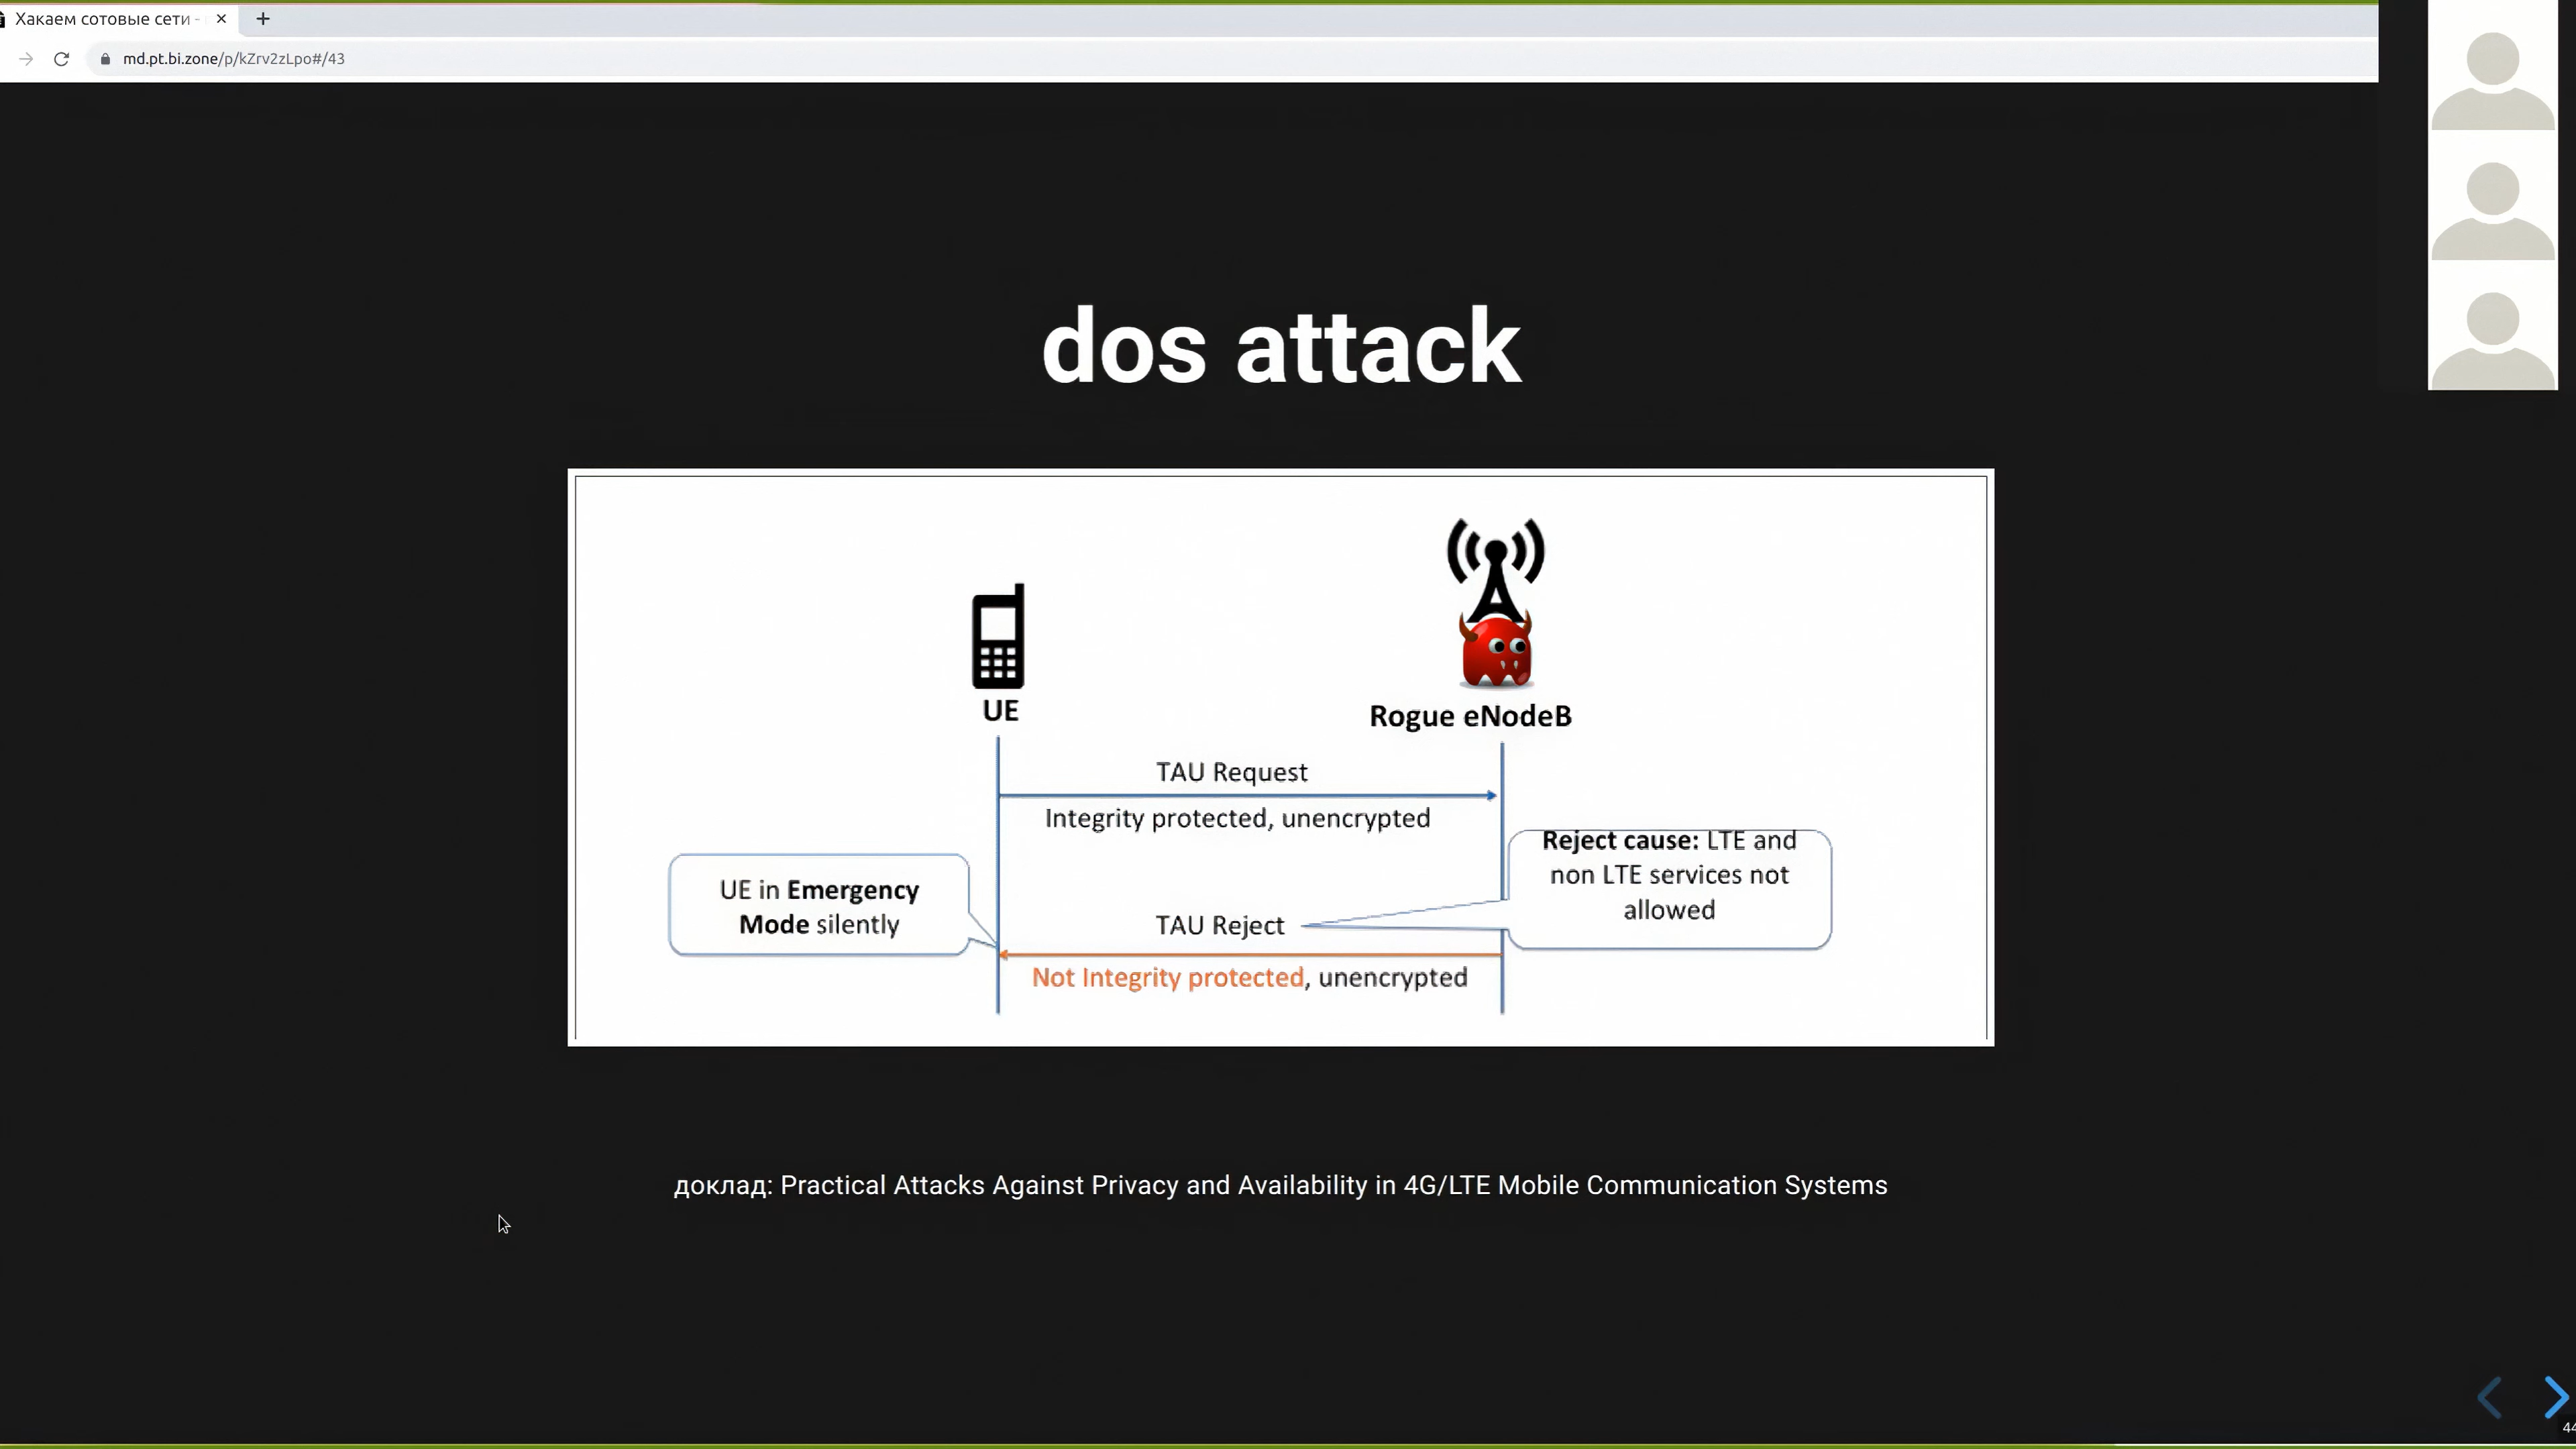 Хакаем сотовые сети -
md.pt.bi.zone/p/kZrv2zLpo#/43
dos attack
UE
Rogue eNodeB
TAU Request
Integrity protected, unencrypted
Reject cause: LTE and
non LTE services not
allowed
UE in Emergency
Mode silently
TAU Reject
Not Integrity protected, unencrypted
доклад: Practical Attacks Against Privacy and Availability in 4G/LTE Mobile Communication Systems
44